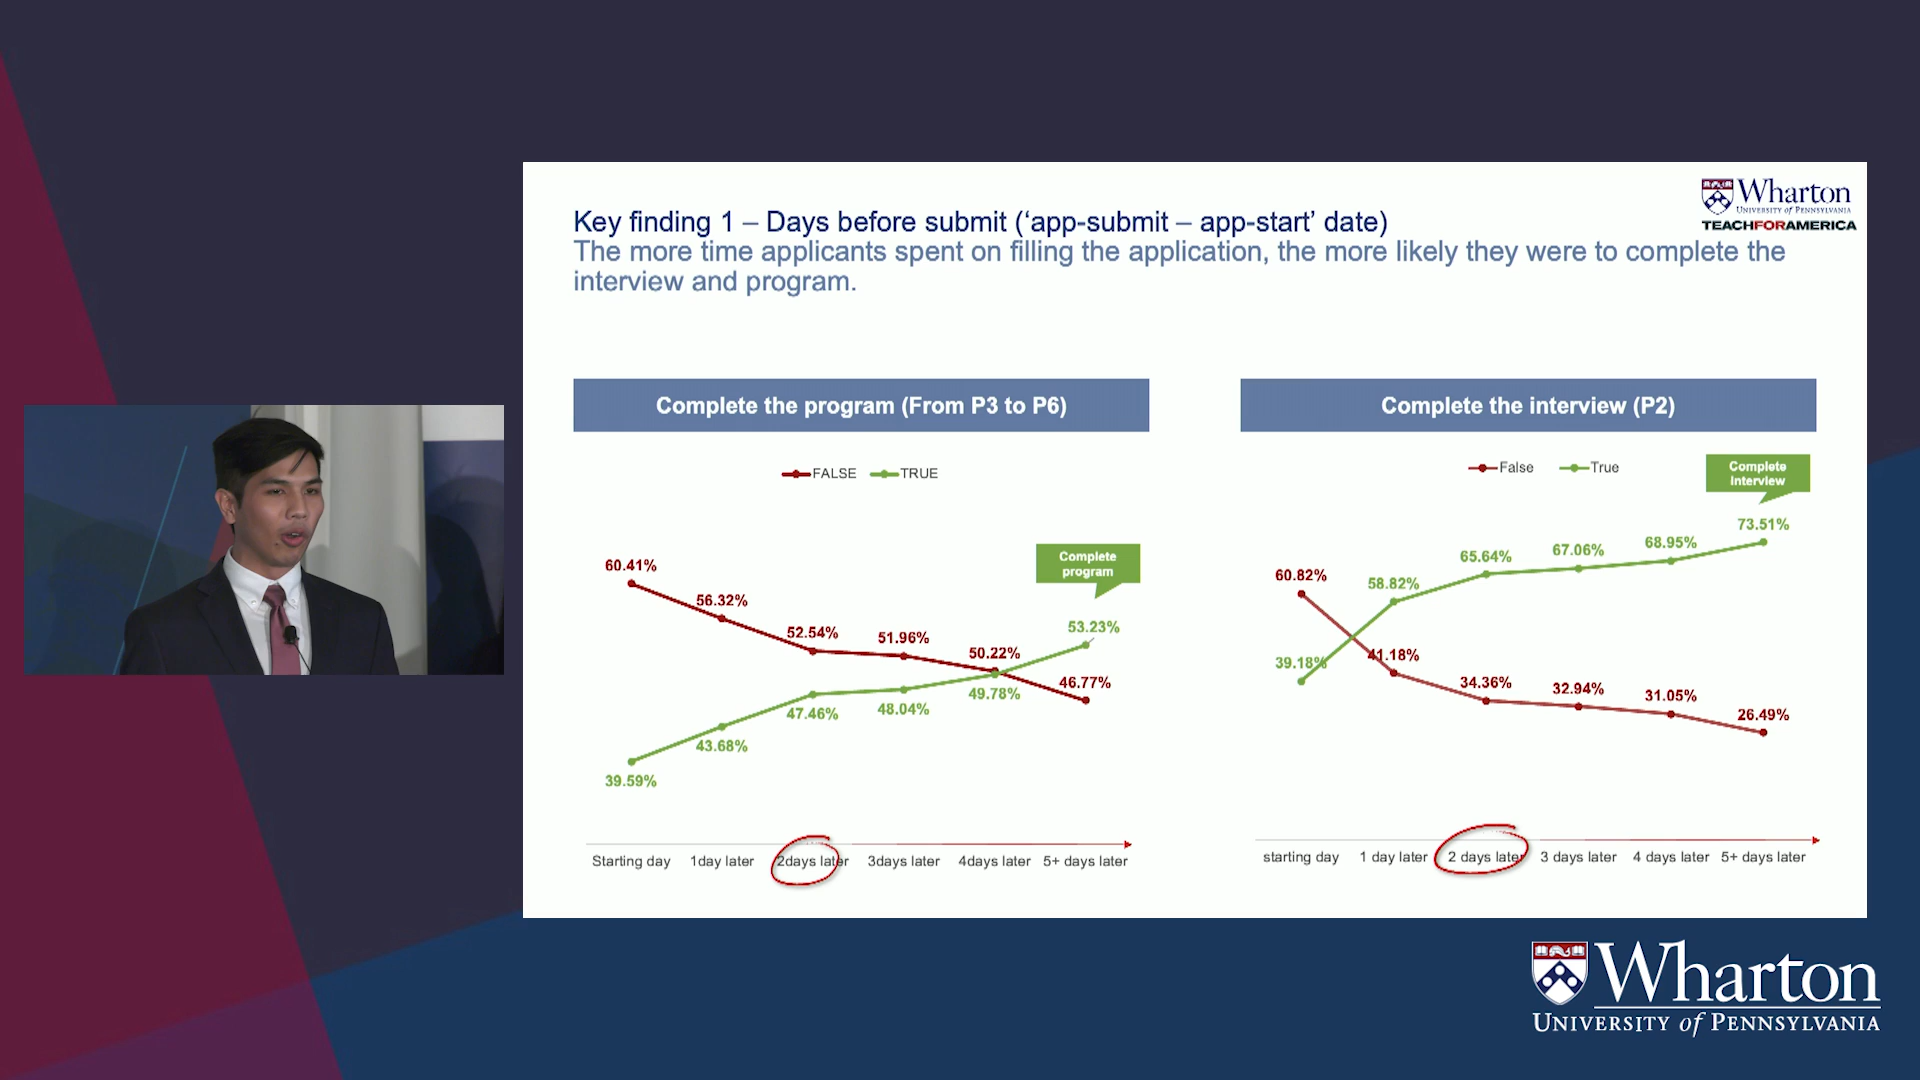 Wharton
UNIVERSITY of PENNSYLVANIA
TEACHFORAMERICA
Key finding 1 – Days before submit (‘app-submit – app-start’ date)
The more time applicants spent on filling the application, the more likely they were to complete the
interview and program.
Complete the program (From P3 to P6)
FALSE TRUE
Complete
program
60.41%
56.32%
52.54%
51.96%
50.22%
46.77%
39.59%
43.68%
47.46%
48.04%
49.78%
53.23%
Starting day 1day later 2days later 3days later 4days later 5+ days later
Complete the interview (P2)
False True
Complete
Interview
60.82%
41.18%
34.36%
32.94%
31.05%
26.49%
39.18%
58.82%
65.64%
67.06%
68.95%
73.51%
starting day 1 day later 2 days later 3 days later 4 days later 5+ days later
Wharton
UNIVERSITY of PENNSYLVANIA